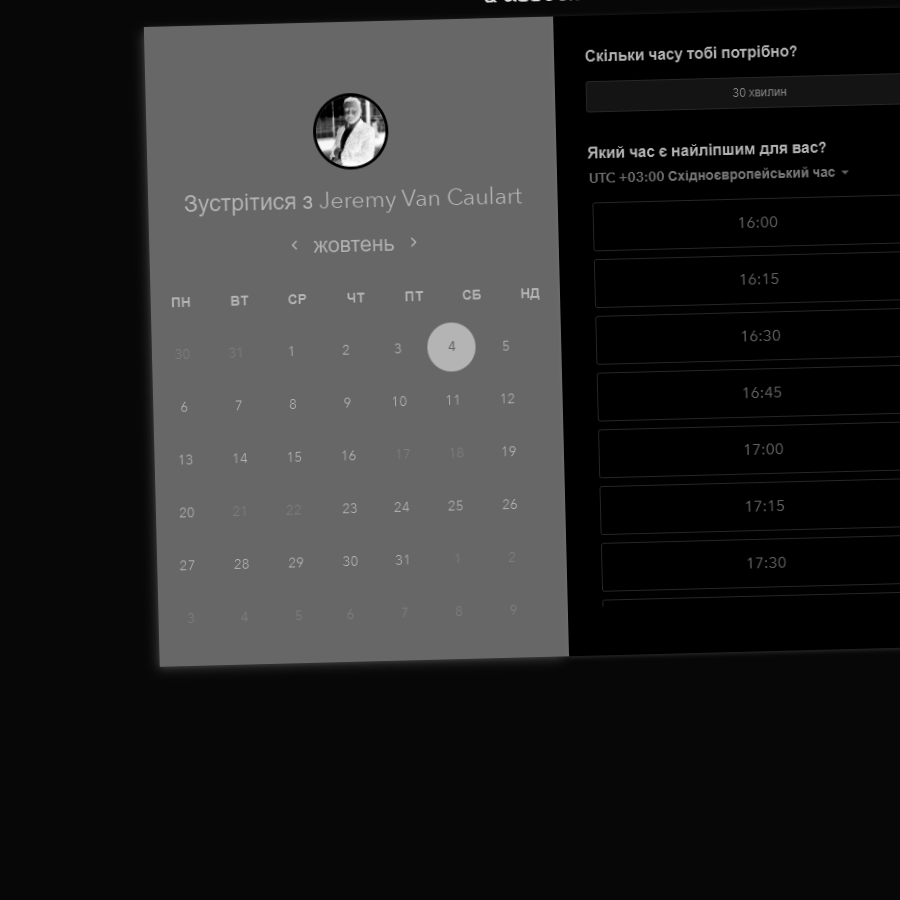 Зустрітися з Jeremy Van Caulart
жовтень
ПН ВТ СР ЧТ ПТ СБ НД
30 31 1 2 3 4 5
6 7 8 9 10 11 12
13 14 15 16 17 18 19
20 21 22 23 24 25 26
27 28 29 30 31 1 2
3 4 5 6 7 8 9
Скільки часу тобі потрібно?
30 хвилин
Який час є найліпшим для вас?
UTC +03:00 Східноєвропейський час
16:00
16:15
16:30
16:45
17:00
17:15
17:30